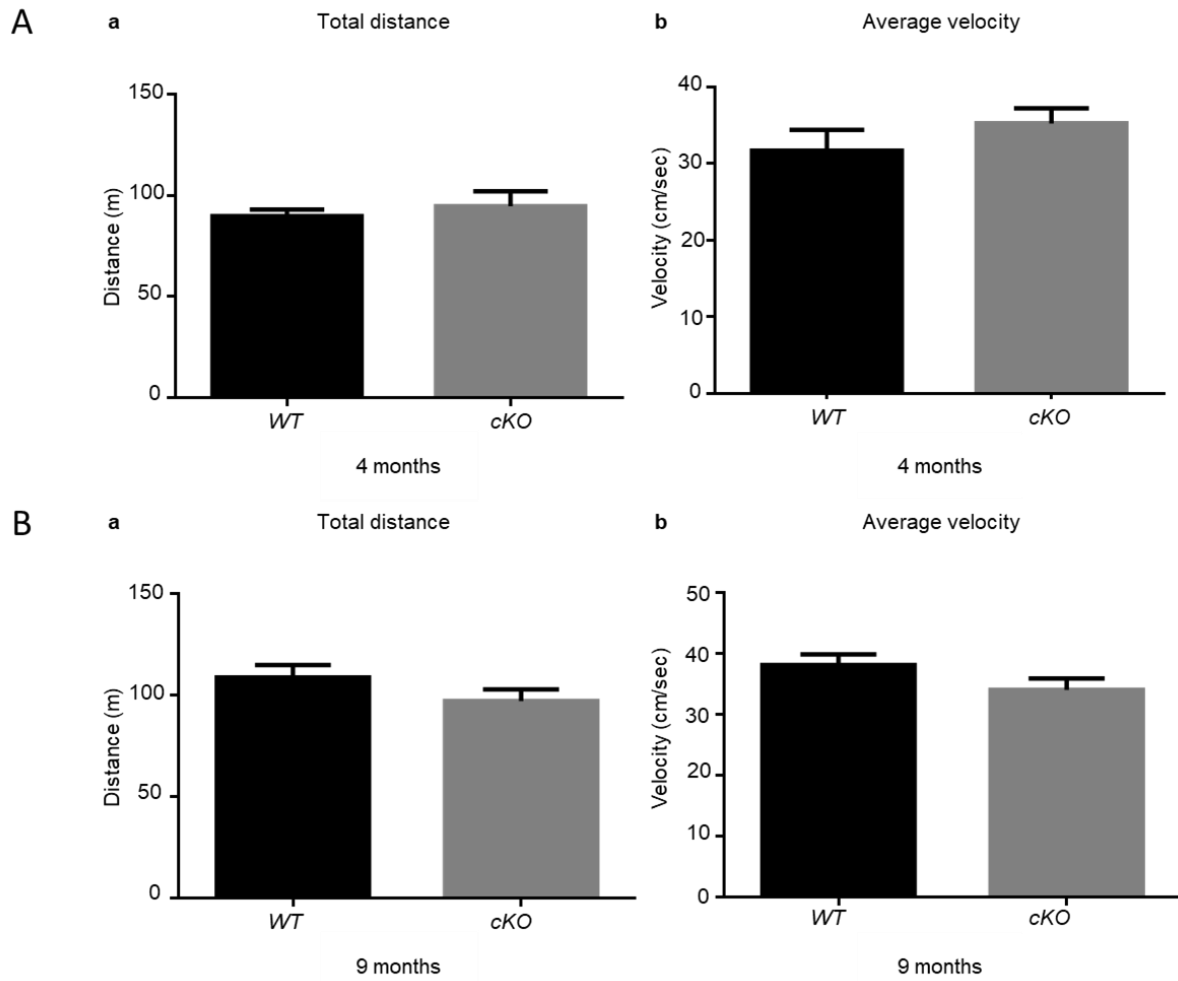 A
a Total distance
b Average velocity
150
100
50
0
Distance (m)
WT cKO
4 months
40
30
20
10
0
Velocity (cm/sec)
WT cKO
4 months
B
a Total distance
b Average velocity
150
100
50
0
Distance (m)
WT cKO
9 months
50
40
30
20
10
0
Velocity (cm/sec)
WT cKO
9 months